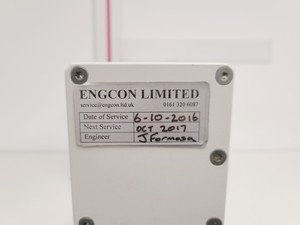 ENGCON LIMITED
service@engcon.ltd.uk 0161 320 6087
Date of Service 6-10-2016
Next Service OCT 2017
Engineer J Formosa